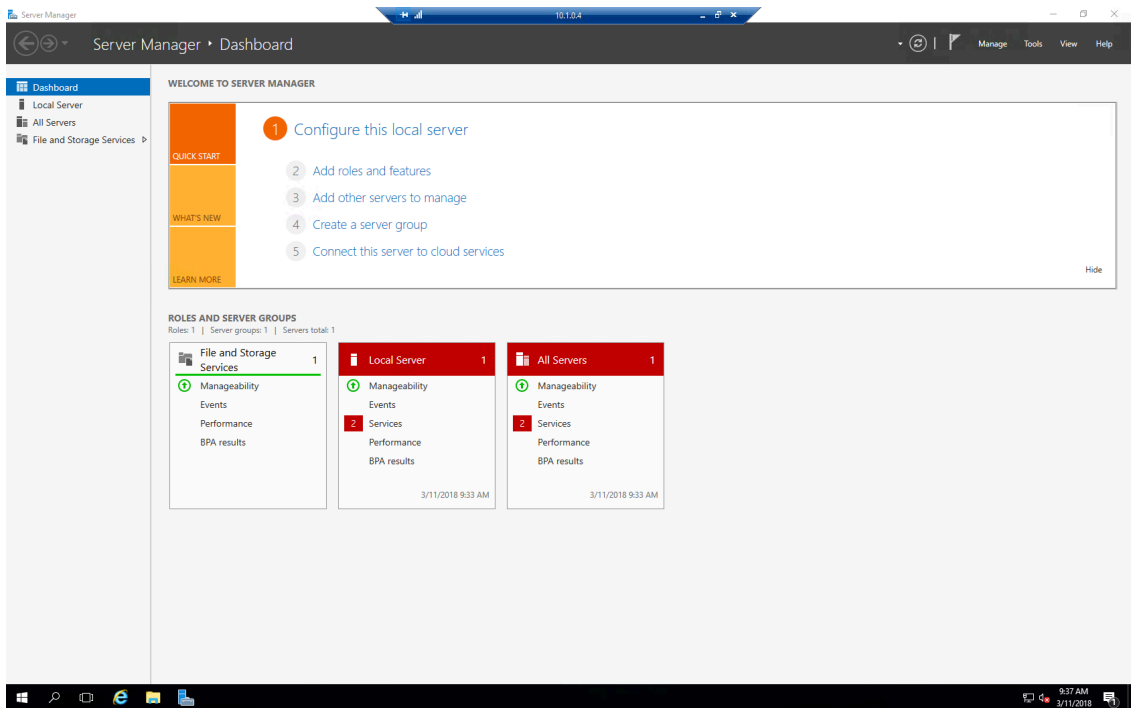 Server Manager
10.1.0.4
Server Manager ‣ Dashboard
Manage Tools View Help
Dashboard
Local Server
All Servers
File and Storage Services
WELCOME TO SERVER MANAGER
QUICK START
WHAT'S NEW
LEARN MORE
1 Configure this local server
2 Add roles and features
3 Add other servers to manage
4 Create a server group
5 Connect this server to cloud services
Hide
ROLES AND SERVER GROUPS
Roles: 1 | Server groups: 1 | Servers total: 1
File and Storage
Services
1
Manageability
Events
Performance
BPA results
Local Server 1
Manageability
Events
2 Services
Performance
BPA results
3/11/2018 9:33 AM
All Servers 1
Manageability
Events
2 Services
Performance
BPA results
3/11/2018 9:33 AM
9:37 AM
3/11/2018
1